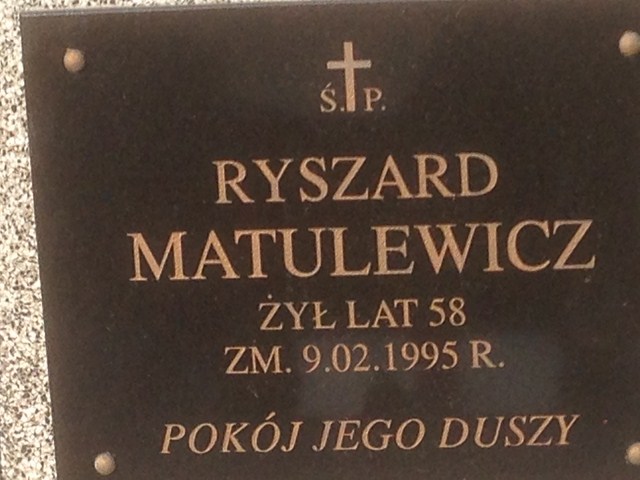 Ś. P.
RYSZARD
MATULEWICZ
ŻYŁ LAT 58
ZM. 9.02.1995 R.
POKÓJ JEGO DUSZY